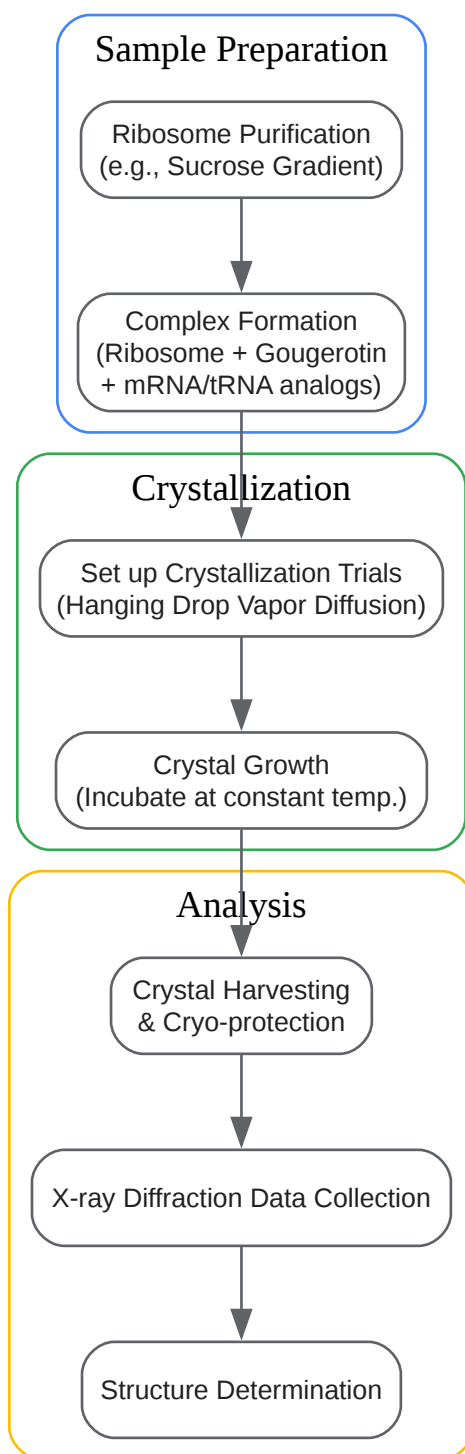 Sample Preparation
Ribosome Purification
(e.g., Sucrose Gradient)
Complex Formation
(Ribosome + Gougerotin
+ mRNA/tRNA analogs)
Crystallization
Set up Crystallization Trials
(Hanging Drop Vapor Diffusion)
Crystal Growth
(Incubate at constant temp.)
Analysis
Crystal Harvesting
& Cryo-protection
X-ray Diffraction Data Collection
Structure Determination